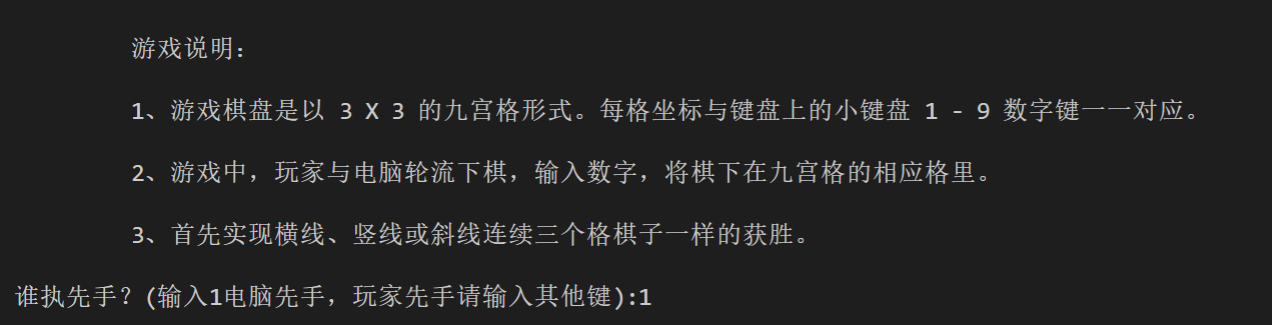 游戏说明：
1、游戏棋盘是以 3 X 3 的九宫格形式。每格坐标与键盘上的小键盘 1 - 9 数字键一一对应。
2、游戏中，玩家与电脑轮流下棋，输入数字，将棋下在九宫格的相应格里。
3、首先实现横线、竖线或斜线连续三个格棋子一样的获胜。
谁执先手？(输入1电脑先手，玩家先手请输入其他键):1